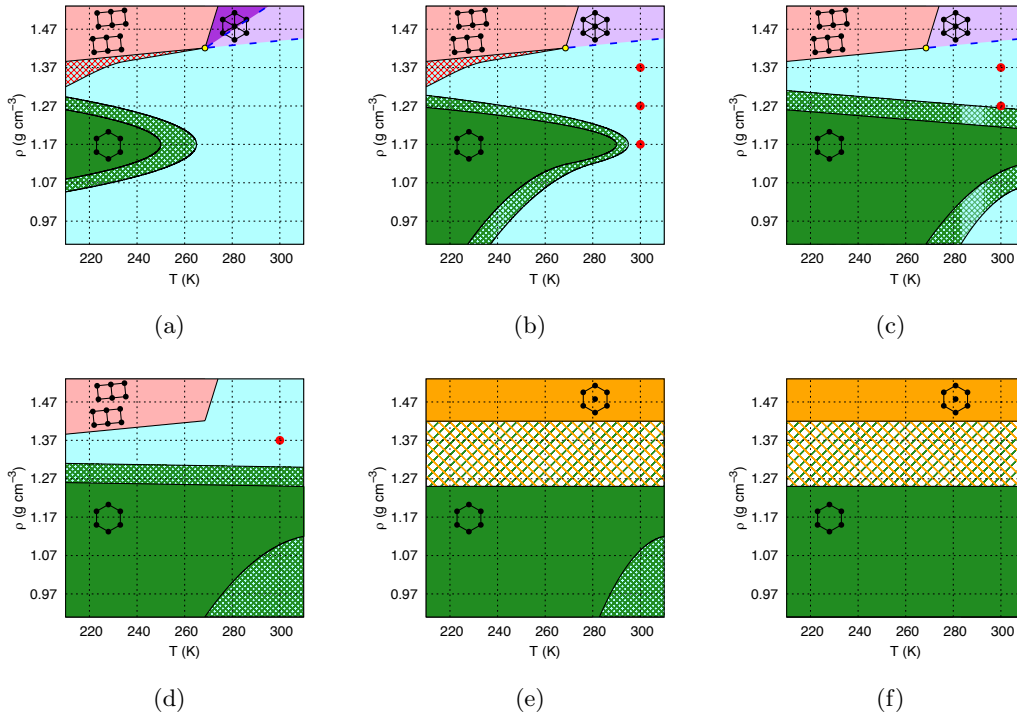 1.47 1.47 1.47
1.37 1.37 1.37
1.27 1.27 1.27
1.17 1.17 1.17
1.07 1.07 1.07
0.97 0.97 0.97
ρ (g cm⁻³) ρ (g cm⁻³) ρ (g cm⁻³)
220 240 260 280 300 220 240 260 280 300 220 240 260 280 300
T (K) T (K) T (K)
(a) (b) (c)
1.47 1.47 1.47
1.37 1.37 1.37
1.27 1.27 1.27
1.17 1.17 1.17
1.07 1.07 1.07
0.97 0.97 0.97
ρ (g cm⁻³) ρ (g cm⁻³) ρ (g cm⁻³)
220 240 260 280 300 220 240 260 280 300 220 240 260 280 300
T (K) T (K) T (K)
(d) (e) (f)